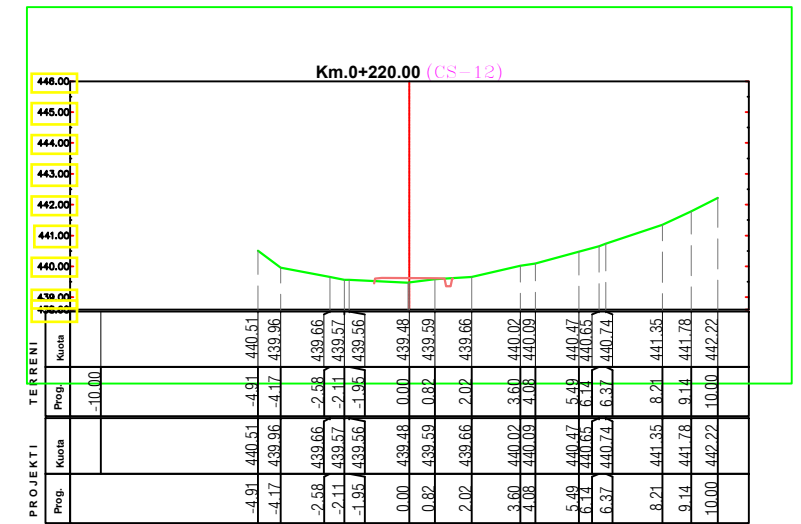 Km.0+220.00 (CS-12)
446.00
445.00
444.00
443.00
442.00
441.00
440.00
439.00
TERRENI
Kuota 440.51 439.96 439.66 439.57 439.56 439.48 439.59 439.66 440.02 440.09 440.47 440.65 440.74 441.35 441.78 442.22
Prog. -10.00 -4.91 -4.17 -2.58 -2.11 -1.95 0.00 0.82 2.02 3.60 4.08 5.49 6.14 6.37 8.21 9.14 10.00
PROJEKTI
Kuota 440.51 439.96 439.66 439.57 439.56 439.48 439.59 439.66 440.02 440.09 440.47 440.65 440.74 441.35 441.78 442.22
Prog. -4.91 -4.17 -2.58 -2.11 -1.95 0.00 0.82 2.02 3.60 4.08 5.49 6.14 6.37 8.21 9.14 10.00